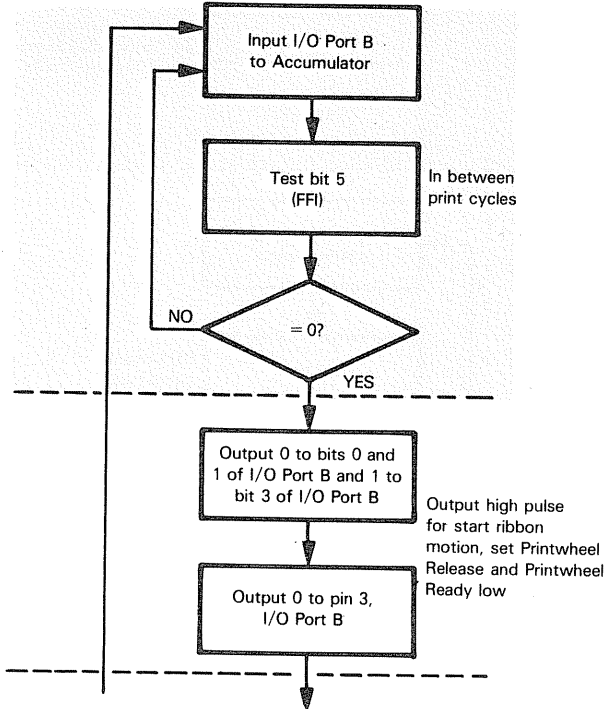 Input I/O Port B
to Accumulator
Test bit 5
(FFI)
In between
print cycles
= 0?
NO
YES
Output 0 to bits 0 and
1 of I/O Port B and 1 to
bit 3 of I/O Port B
Output high pulse
for start ribbon
motion, set Printwheel
Release and Printwheel
Ready low
Output 0 to pin 3,
I/O Port B